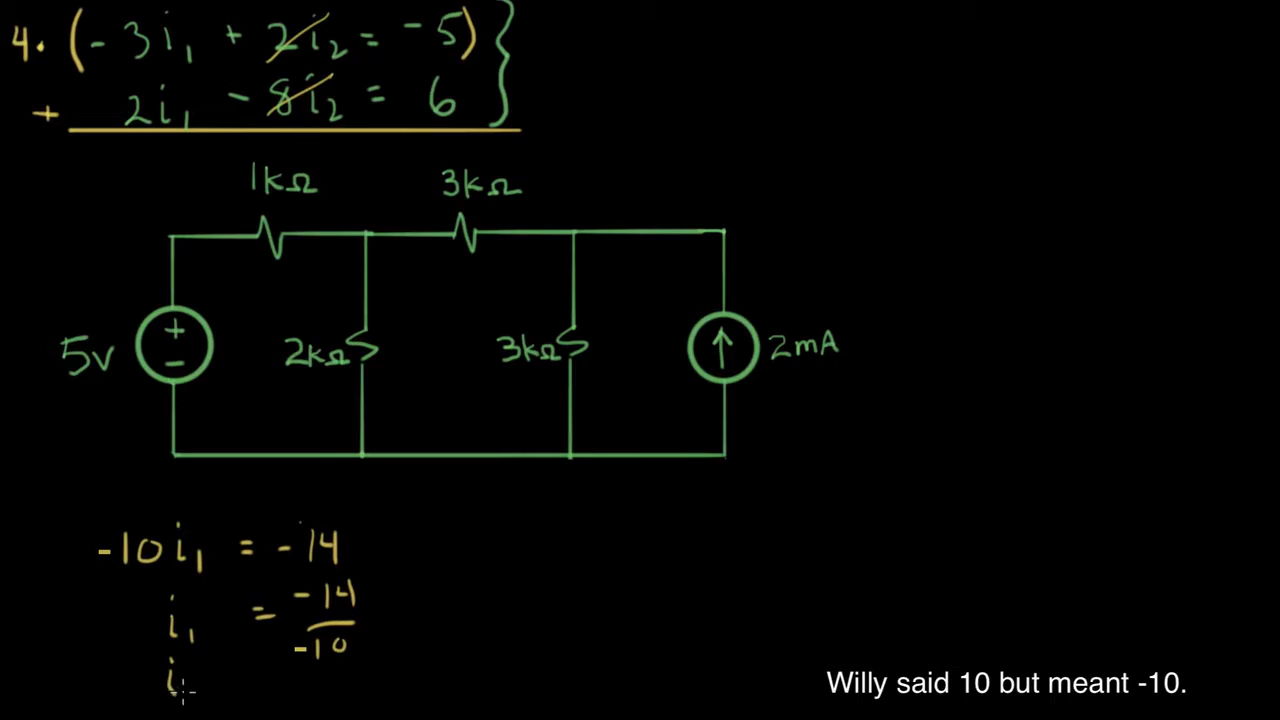 4. (-3i₁ + 2i₂ = -5)
+ 2i₁ - 8i₂ = 6
1kΩ 3kΩ
5v + - 2kΩ 3kΩ 2mA
-10i₁ = -14
i₁ = -14/-10
i
Willy said 10 but meant -10.